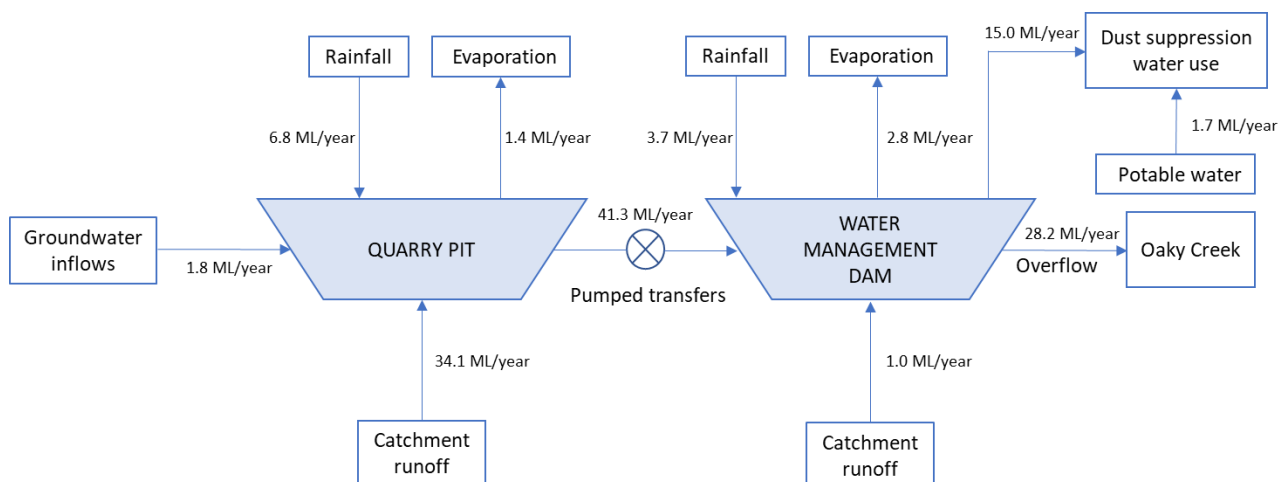 15.0 ML/year
Dust suppression
water use
Rainfall
Evaporation
Rainfall
Evaporation
6.8 ML/year
1.4 ML/year
3.7 ML/year
2.8 ML/year
1.7 ML/year
Potable water
Groundwater
inflows
1.8 ML/year
QUARRY PIT
41.3 ML/year
Pumped transfers
WATER
MANAGEMENT
DAM
28.2 ML/year
Overflow
Oaky Creek
34.1 ML/year
1.0 ML/year
Catchment
runoff
Catchment
runoff